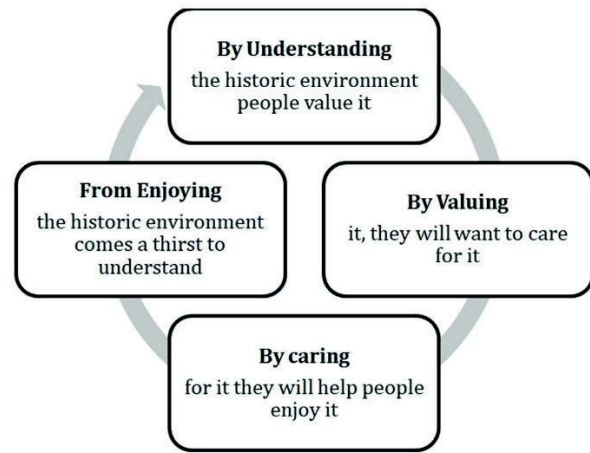 By Understanding
the historic environment
people value it
By Valuing
it, they will want to care
for it
By caring
for it they will help people
enjoy it
From Enjoying
the historic environment
comes a thirst to
understand